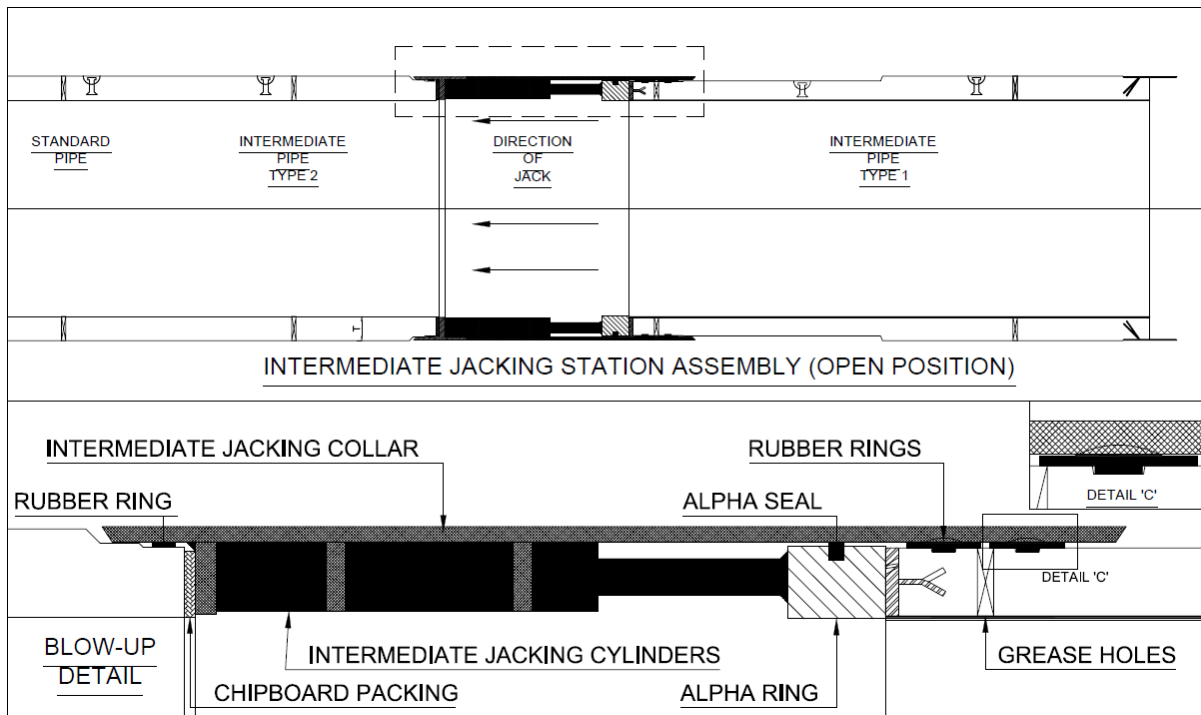 STANDARD
PIPE
INTERMEDIATE
PIPE
TYPE 2
DIRECTION
OF
JACK
INTERMEDIATE
PIPE
TYPE 1
T
INTERMEDIATE JACKING STATION ASSEMBLY (OPEN POSITION)
INTERMEDIATE JACKING COLLAR
RUBBER RINGS
RUBBER RING
ALPHA SEAL
DETAIL 'C'
DETAIL 'C'
BLOW-UP
DETAIL
INTERMEDIATE JACKING CYLINDERS
GREASE HOLES
CHIPBOARD PACKING
ALPHA RING